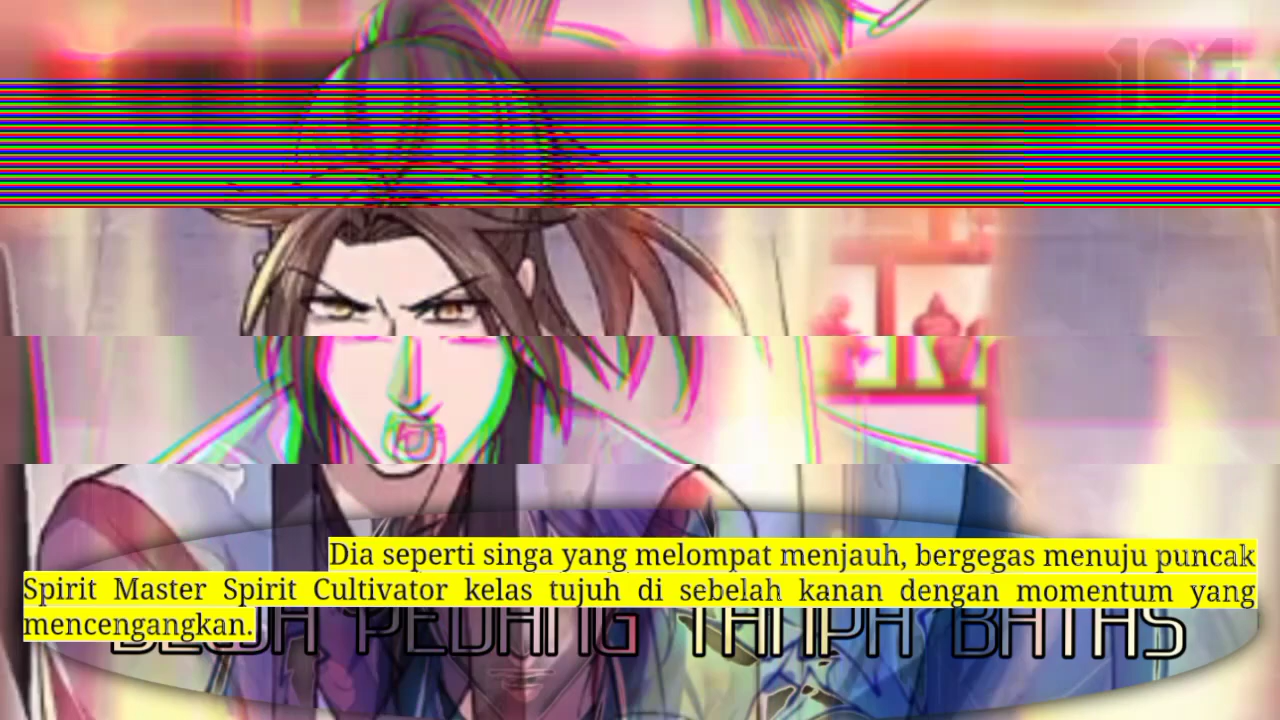 Dia seperti singa yang melompat menjauh, bergegas menuju puncak
Spirit Master Spirit Cultivator kelas tujuh di sebelah kanan dengan momentum yang
mencengangkan.
PEDANG TANPA BATAS